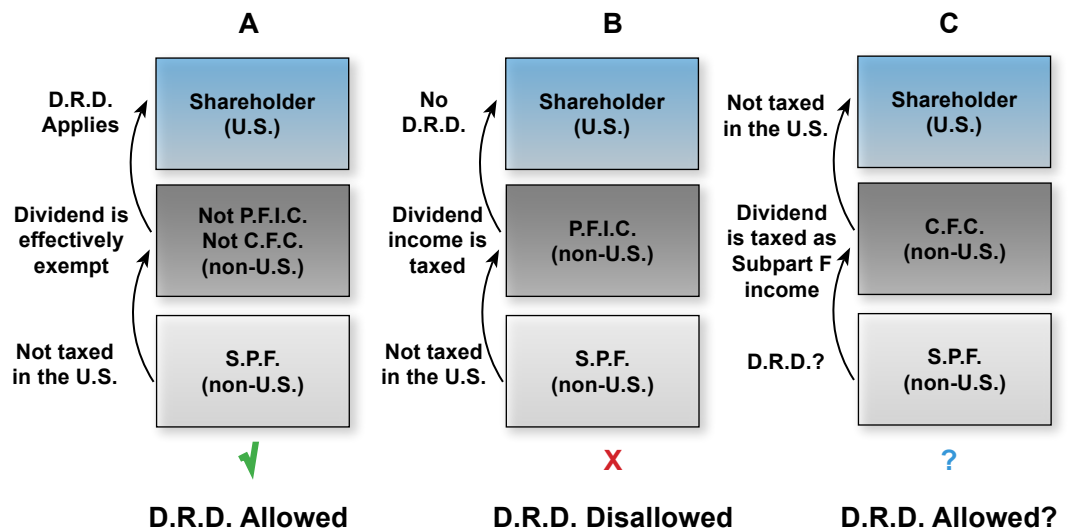 A
D.R.D.
Applies
Shareholder
(U.S.)
Dividend is
effectively
exempt
Not P.F.I.C.
Not C.F.C.
(non-U.S.)
Not taxed
in the U.S.
S.P.F.
(non-U.S.)
D.R.D. Allowed
B
No
D.R.D.
Shareholder
(U.S.)
Dividend
income is
taxed
P.F.I.C.
(non-U.S.)
Not taxed
in the U.S.
S.P.F.
(non-U.S.)
X
D.R.D. Disallowed
C
Not taxed
in the U.S.
Shareholder
(U.S.)
Dividend
is taxed as
Subpart F
income
C.F.C.
(non-U.S.)
D.R.D.?
S.P.F.
(non-U.S.)
?
D.R.D. Allowed?